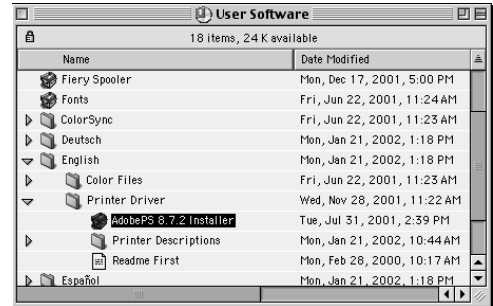 User Software
18 items, 24 K available
Name Date Modified
Fiery Spooler Mon, Dec 17, 2001, 5:00 PM
Fonts Fri, Jun 22, 2001, 11:24 AM
ColorSync Fri, Jun 22, 2001, 11:23 AM
Deutsch Mon, Jan 21, 2002, 1:18 PM
English Mon, Jan 21, 2002, 1:18 PM
Color Files Fri, Jun 22, 2001, 11:23 AM
Printer Driver Wed, Nov 28, 2001, 11:22 AM
AdobePS 8.7.2 Installer Tue, Jul 31, 2001, 2:39 PM
Printer Descriptions Mon, Jan 21, 2002, 10:44 AM
Readme First Mon, Feb 28, 2000, 10:17 AM
Español Mon, Jan 21, 2002, 1:18 PM